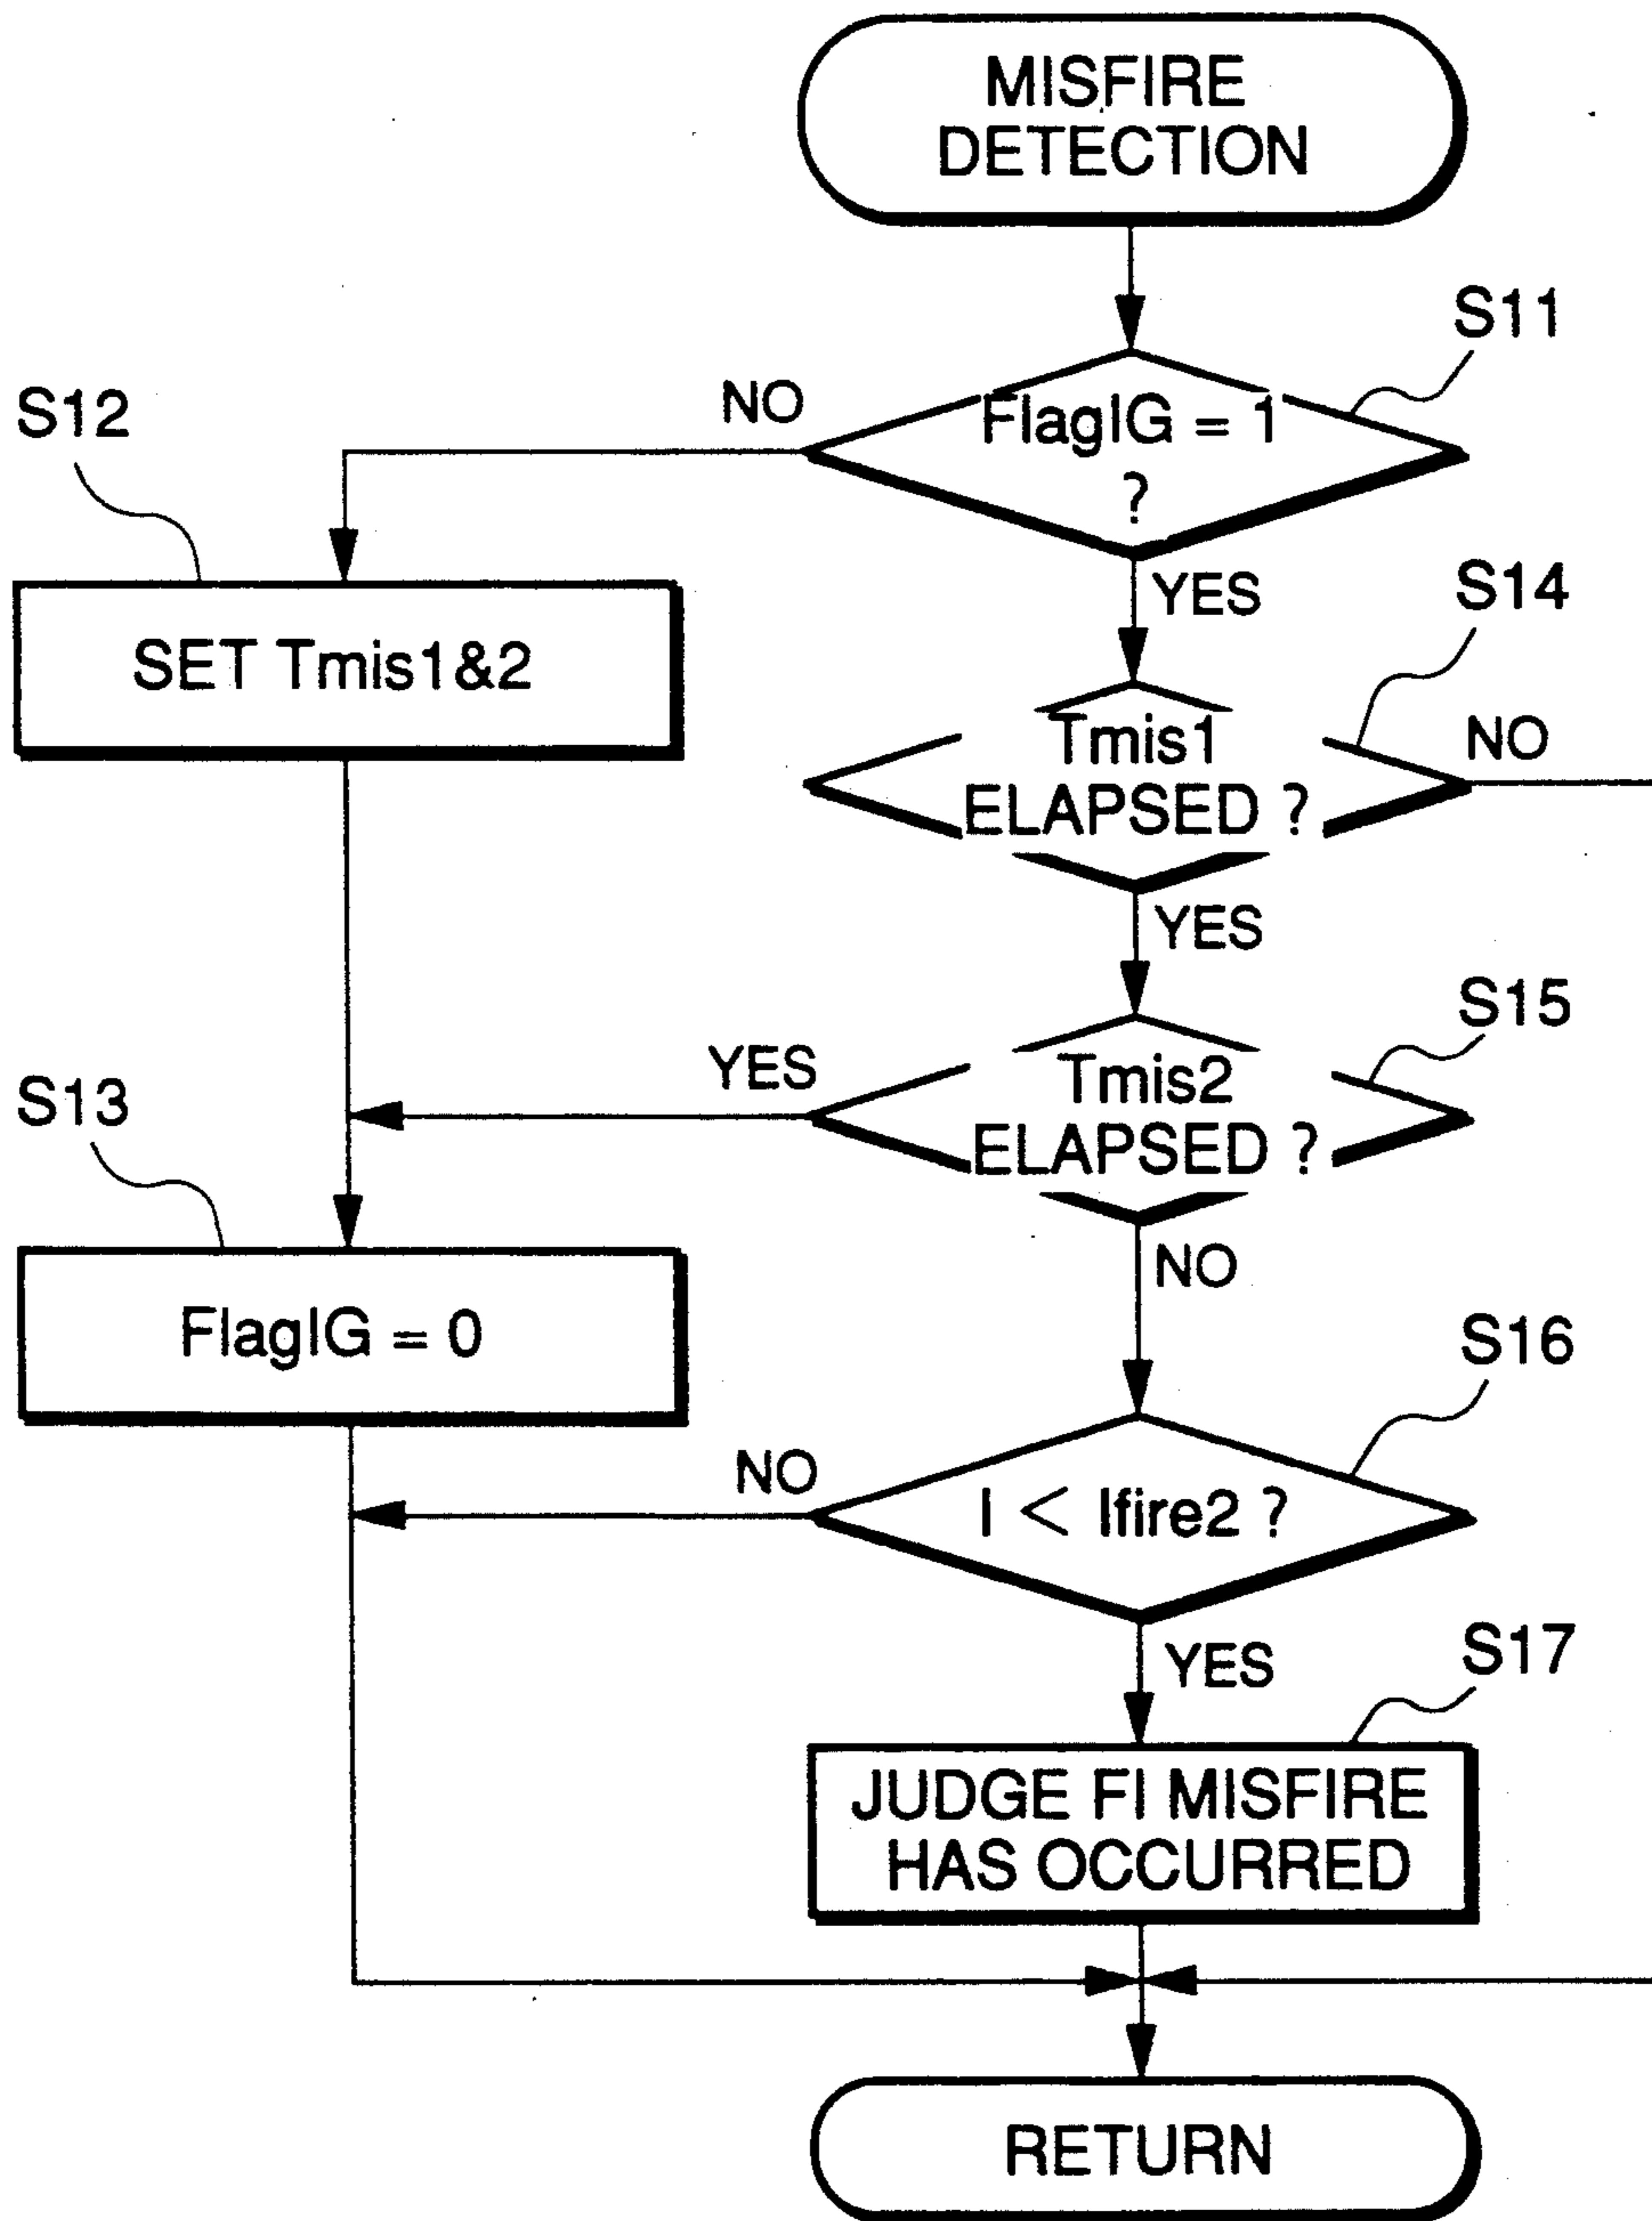 MISFIRE
DETECTION
S11
NO
FlagIG = 1
?
S12
YES
S14
SET Tmis1&2
Tmis1
ELAPSED ?
NO
YES
S15
YES
Tmis2
ELAPSED ?
S13
NO
FlagIG = 0
S16
NO
I < Ifire2 ?
YES
S17
JUDGE FI MISFIRE
HAS OCCURRED
RETURN